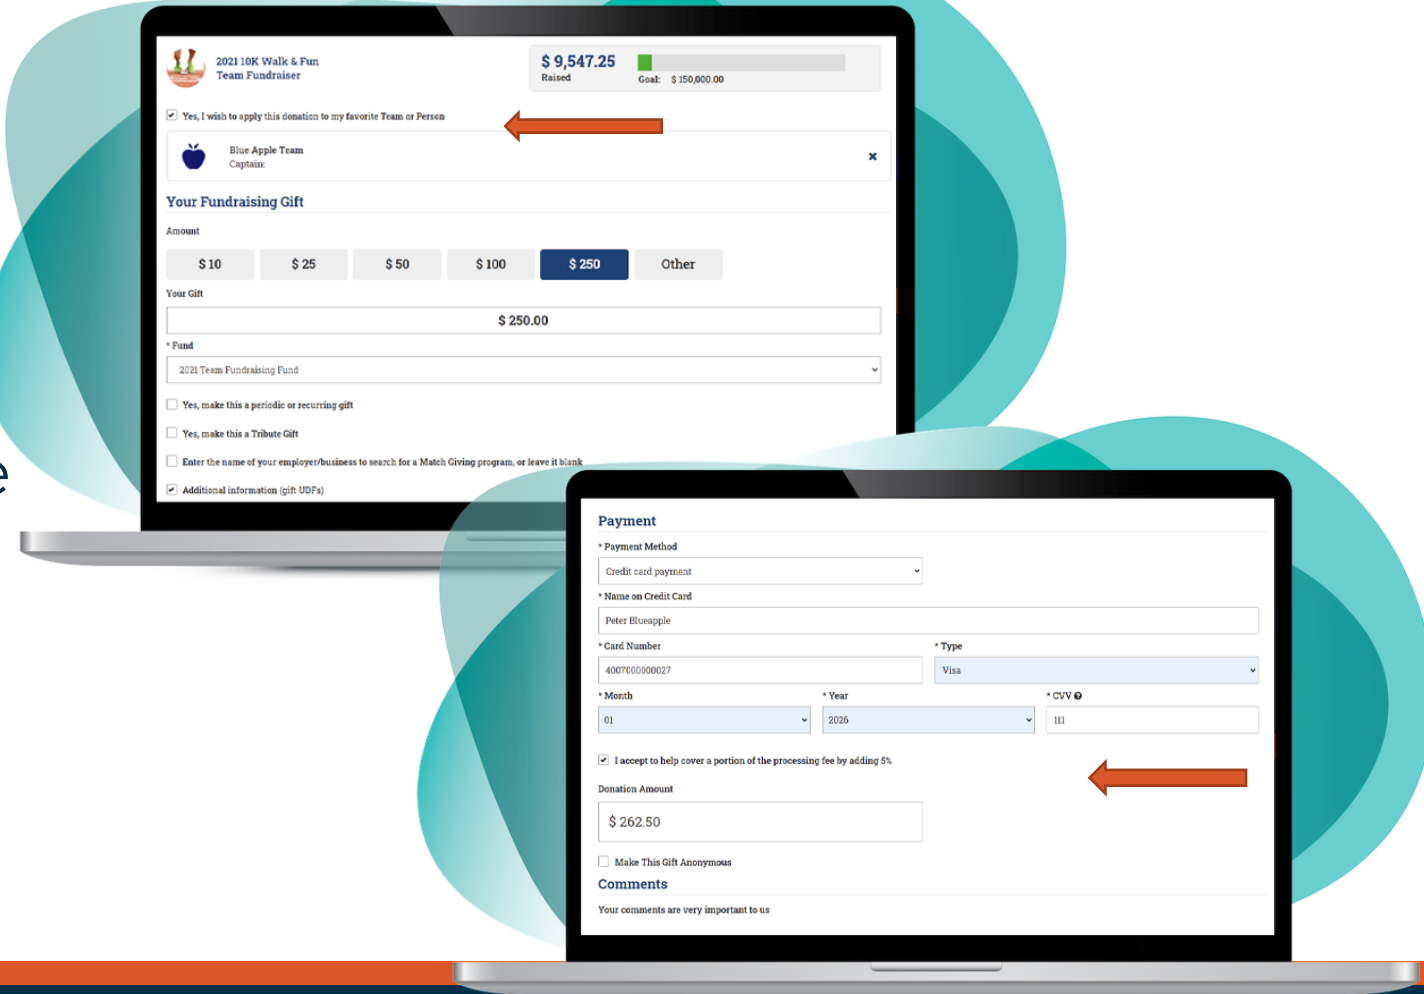 2021 10K Walk & Fun
Team Fundraiser
$ 9,547.25
Raised
Goal: $ 150,000.00
Yes, I wish to apply this donation to my favorite Team or Person
Blue Apple Team
Captain:
Your Fundraising Gift
Amount
$ 10 $ 25 $ 50 $ 100 $ 250 Other
Your Gift
$ 250.00
* Fund
2021 Team Fundraising Fund
Yes, make this a periodic or recurring gift
Yes, make this a Tribute Gift
Enter the name of your employer/business to search for a Match Giving program, or leave it blank
Additional information (gift UDFs)
e
Payment
* Payment Method
Credit card payment
* Name on Credit Card
Peter Blueapple
* Card Number * Type
4007000000027 Visa
* Month * Year * CVV
01 2026 111
I accept to help cover a portion of the processing fee by adding 5%
Donation Amount
$ 262.50
Make This Gift Anonymous
Comments
Your comments are very important to us